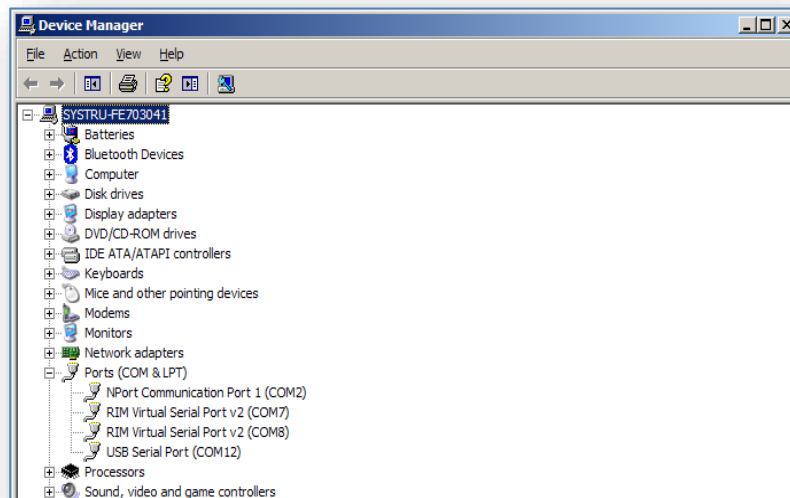 Device Manager
File Action View Help
SYSTRU-FE703041
Batteries
Bluetooth Devices
Computer
Disk drives
Display adapters
DVD/CD-ROM drives
IDE ATA/ATAPI controllers
Keyboards
Mice and other pointing devices
Modems
Monitors
Network adapters
Ports (COM & LPT)
NPort Communication Port 1 (COM2)
RIM Virtual Serial Port v2 (COM7)
RIM Virtual Serial Port v2 (COM8)
USB Serial Port (COM12)
Processors
Sound, video and game controllers